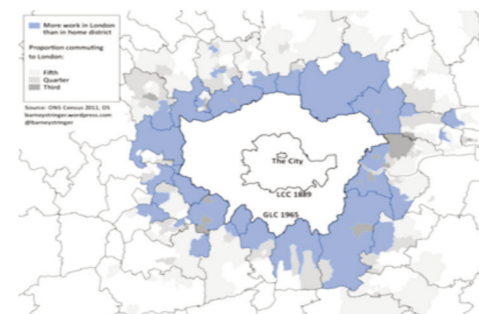 More work in London
than in home district
Proportion commuting
to London:
Fifth
Quarter
Third
Source: ONS Census 2011; OS
barneystringer.wordpress.com
@barneystringer
The City
LCC 1889
GLC 1965